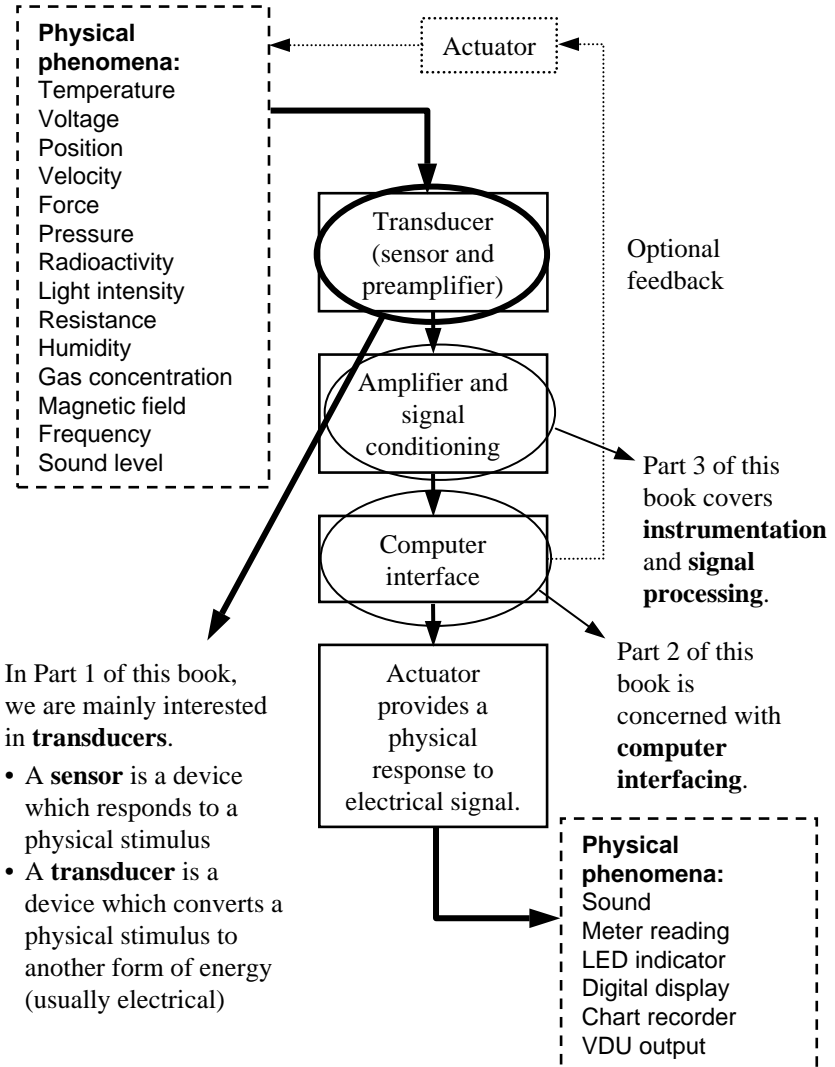 Physical
phenomena:
Temperature
Voltage
Position
Velocity
Force
Pressure
Radioactivity
Light intensity
Resistance
Humidity
Gas concentration
Magnetic field
Frequency
Sound level
Actuator
Transducer
(sensor and
preamplifier)
Optional
feedback
Amplifier and
signal
conditioning
Part 3 of this
book covers
instrumentation
and signal
processing.
Computer
interface
Part 2 of this
book is
concerned with
computer
interfacing.
In Part 1 of this book,
we are mainly interested
in transducers.
• A sensor is a device
which responds to a
physical stimulus
• A transducer is a
device which converts a
physical stimulus to
another form of energy
(usually electrical)
Actuator
provides a
physical
response to
electrical signal.
Physical
phenomena:
Sound
Meter reading
LED indicator
Digital display
Chart recorder
VDU output